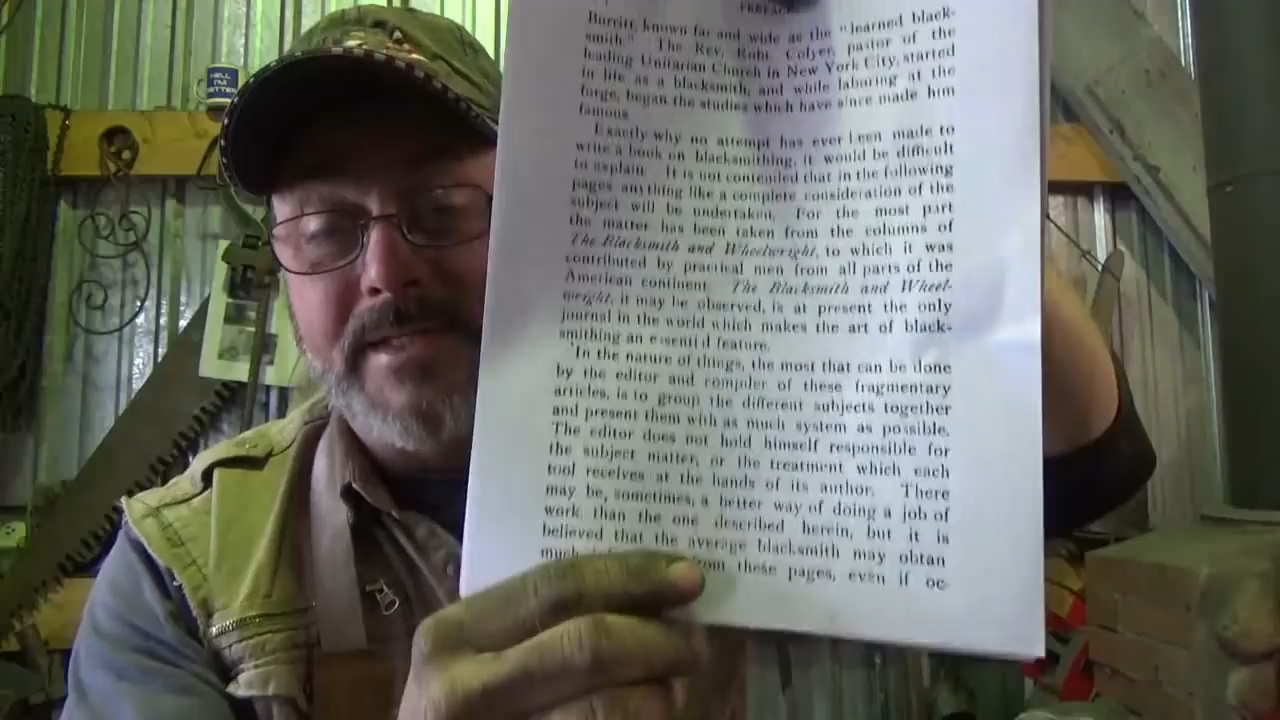 HELL
I'M
PREFACE
Burritt, known far and wide as the "learned black-
smith." The Rev. Robt. Colyer, pastor of the
leading Unitarian Church in New York City, started
in life as a blacksmith, and while laboring at the
forge, began the studies which have since made him
famous.
Exactly why no attempt has ever been made to
write a book on blacksmithing, it would be difficult
to explain. It is not contended that in the following
pages anything like a complete consideration of the
subject will be undertaken. For the most part
the matter has been taken from the columns of
The Blacksmith and Wheelwright, to which it was
contributed by practical men from all parts of the
American continent. The Blacksmith and Wheel-
wright, it may be observed, is at present the only
journal in the world which makes the art of black-
smithing an essential feature.
In the nature of things, the most that can be done
by the editor and compiler of these fragmentary
articles, is to group the different subjects together
and present them with as much system as possible.
The editor does not hold himself responsible for
the subject matter, or the treatment which each
tool receives at the hands of its author. There
may be, sometimes, a better way of doing a job of
work than the one described herein, but it is
believed that the average blacksmith may obtan
much from these pages, even if oc-